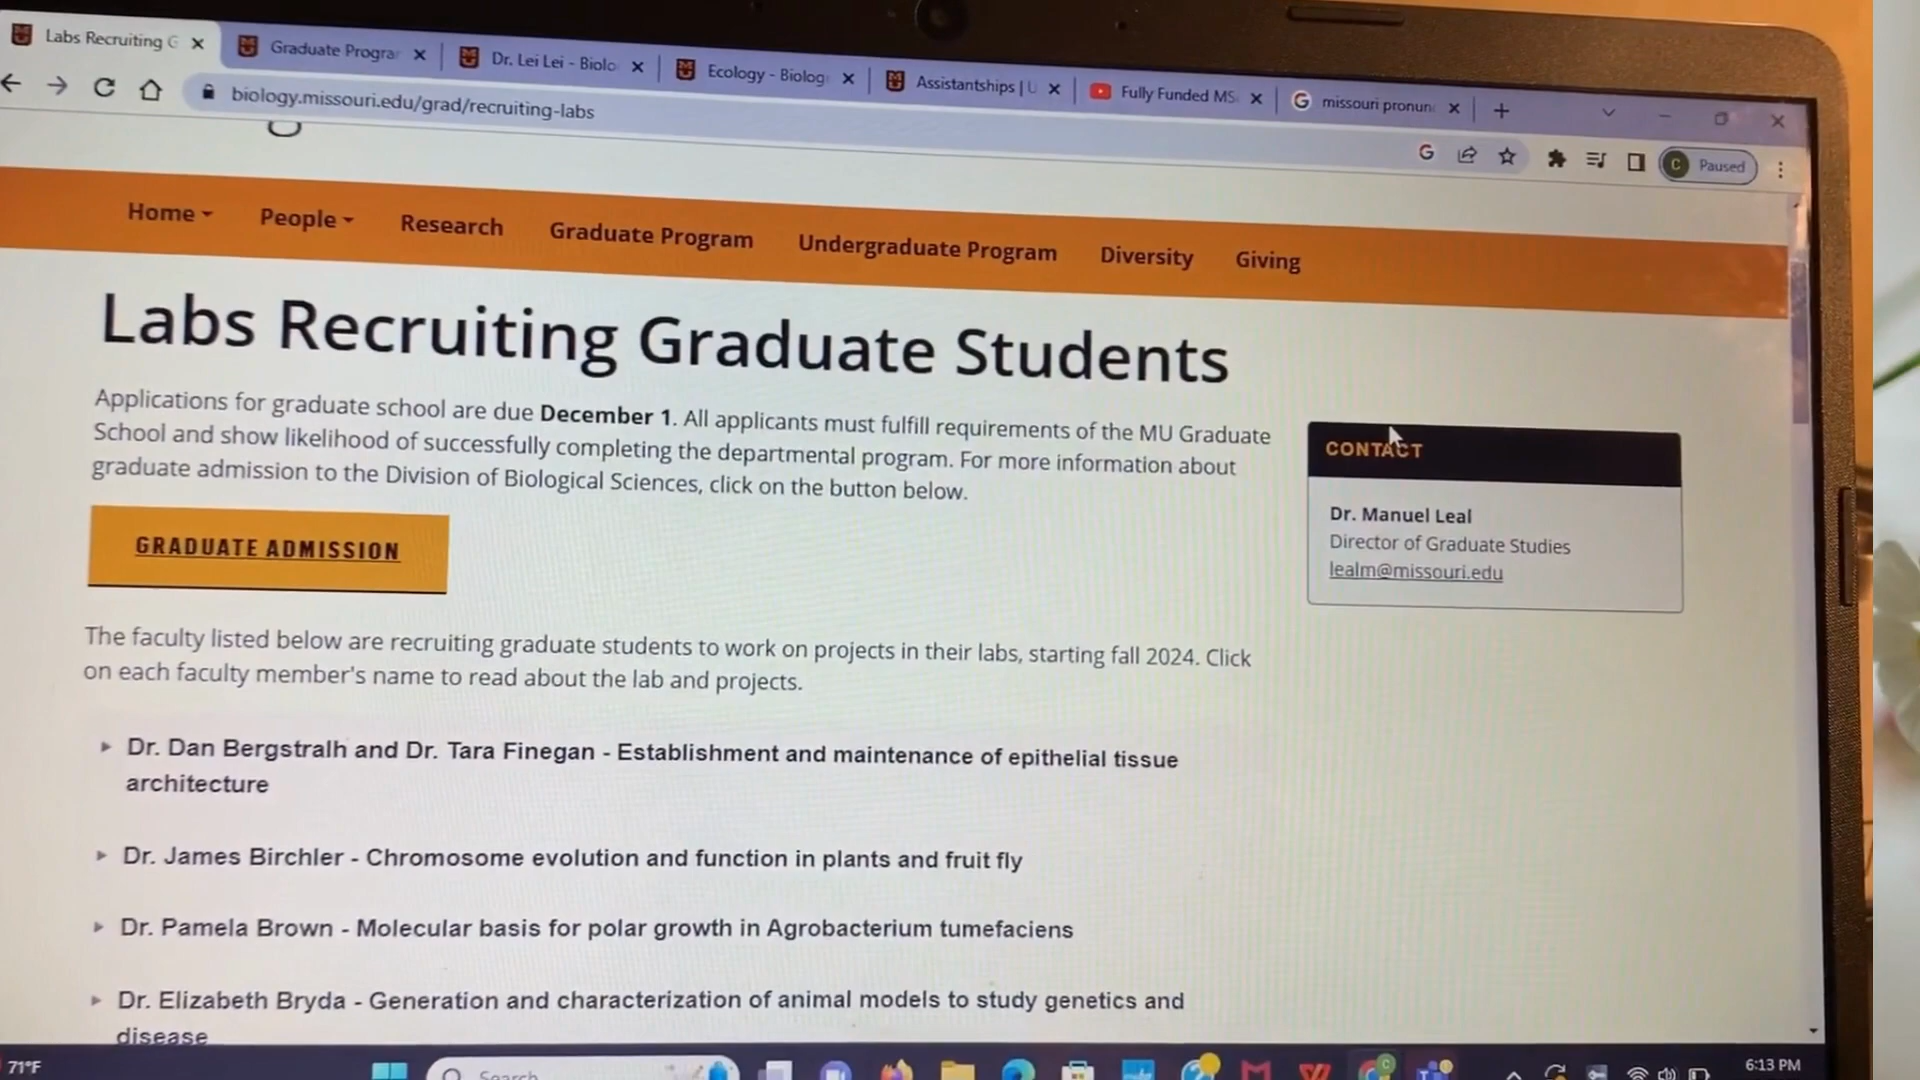 Labs Recruiting G
Graduate Progra
Dr. Lei Lei - Biolo
Ecology - Biolog
Assistantships | U
Fully Funded MS
missouri pronun
biology.missouri.edu/grad/recruiting-labs
G
C Paused
Home People Research Graduate Program Undergraduate Program Diversity Giving
Labs Recruiting Graduate Students
Applications for graduate school are due December 1. All applicants must fulfill requirements of the MU Graduate
School and show likelihood of successfully completing the departmental program. For more information about
graduate admission to the Division of Biological Sciences, click on the button below.
GRADUATE ADMISSION
CONTACT
Dr. Manuel Leal
Director of Graduate Studies
lealm@missouri.edu
The faculty listed below are recruiting graduate students to work on projects in their labs, starting fall 2024. Click
on each faculty member's name to read about the lab and projects.
Dr. Dan Bergstralh and Dr. Tara Finegan - Establishment and maintenance of epithelial tissue
architecture
Dr. James Birchler - Chromosome evolution and function in plants and fruit fly
Dr. Pamela Brown - Molecular basis for polar growth in Agrobacterium tumefaciens
Dr. Elizabeth Bryda - Generation and characterization of animal models to study genetics and
disease
71°F
Search
6:13 PM